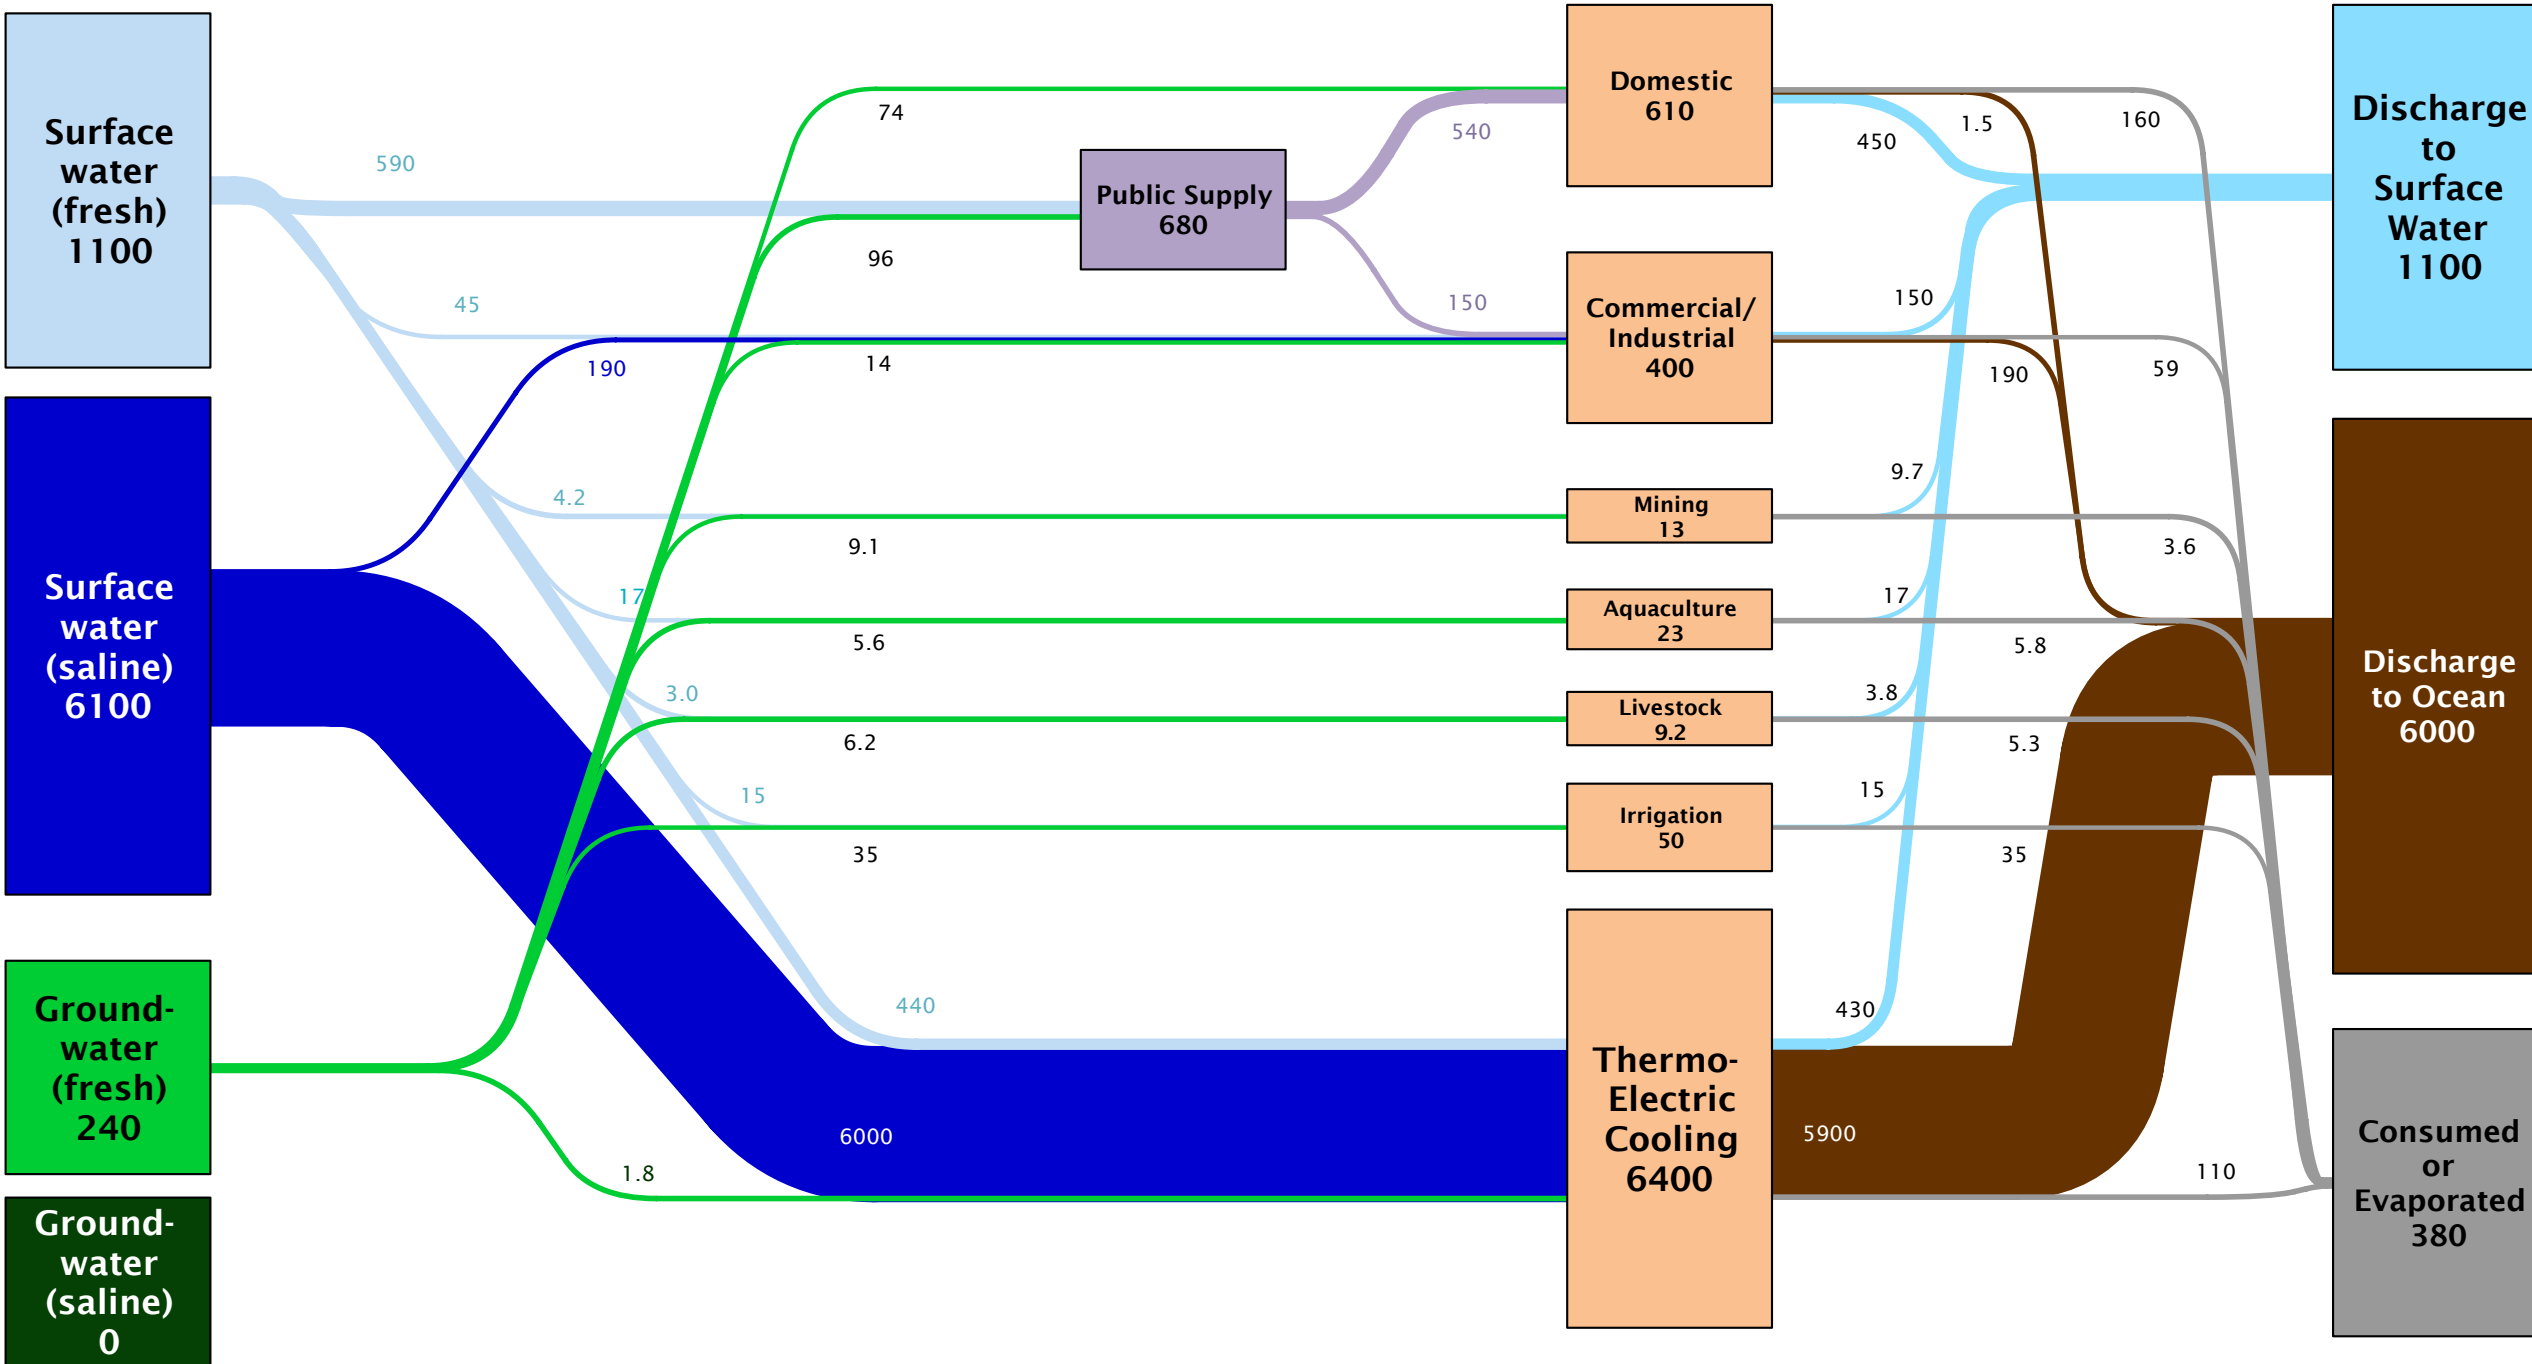 Surface
water
(fresh)
1100
Surface
water
(saline)
6100
Ground-
water
(fresh)
240
Ground-
water
(saline)
0
590
45
190
4.2
17
3.0
15
440
6000
1.8
74
96
14
9.1
5.6
6.2
35
Public Supply
680
540
150
Domestic
610
Commercial/
Industrial
400
Mining
13
Aquaculture
23
Livestock
9.2
Irrigation
50
Thermo-
Electric
Cooling
6400
450
1.5
160
150
190
59
9.7
3.6
17
5.8
3.8
5.3
15
35
430
5900
110
Discharge
to
Surface
Water
1100
Discharge
to Ocean
6000
Consumed
or
Evaporated
380